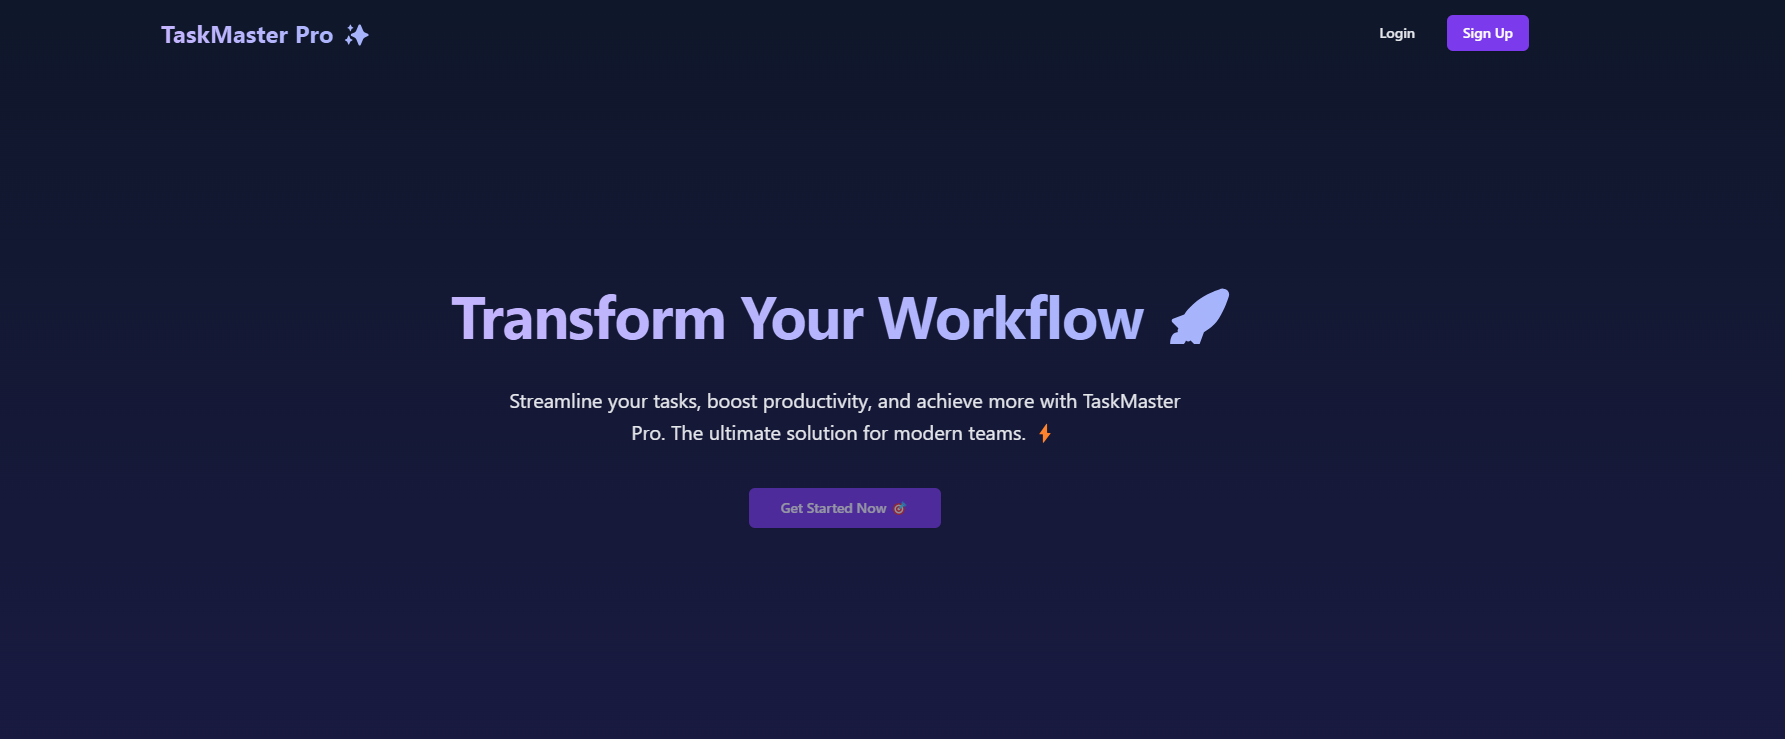 TaskMaster Pro ✨
Login
Sign Up
Transform Your Workflow 🚀
Streamline your tasks, boost productivity, and achieve more with TaskMaster
Pro. The ultimate solution for modern teams. ⚡
Get Started Now 🎯